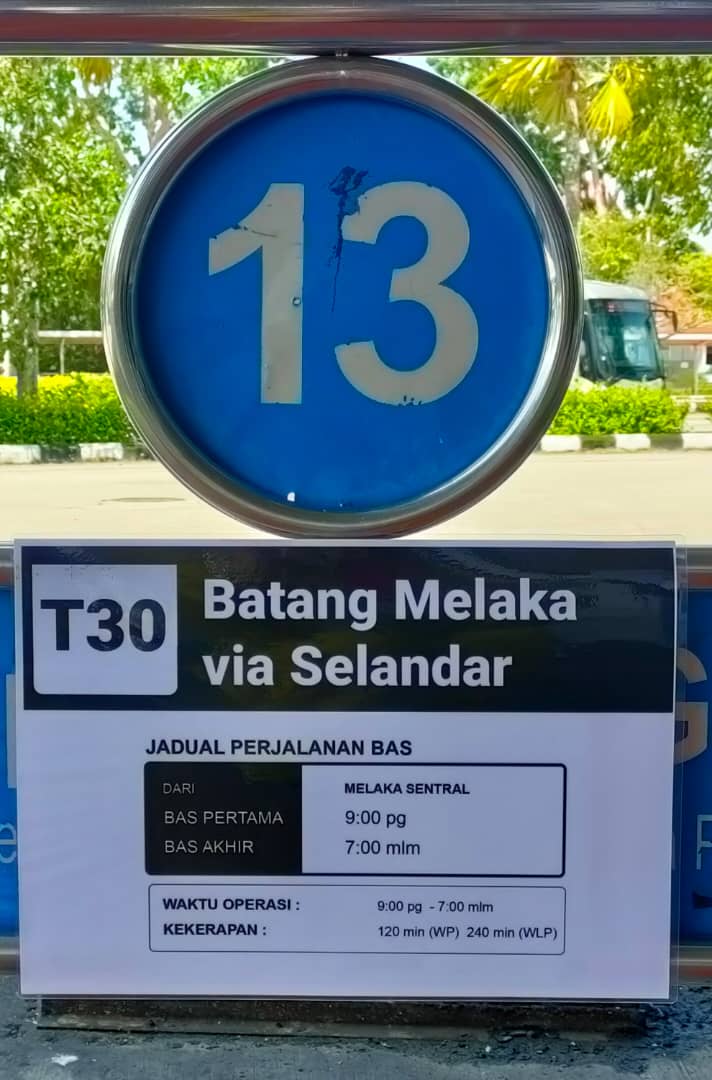 13
T30
Batang Melaka
via Selandar
JADUAL PERJALANAN BAS
DARI MELAKA SENTRAL
BAS PERTAMA 9:00 pg
BAS AKHIR 7:00 mlm
WAKTU OPERASI : 9:00 pg - 7:00 mlm
KEKERAPAN : 120 min (WP) 240 min (WLP)